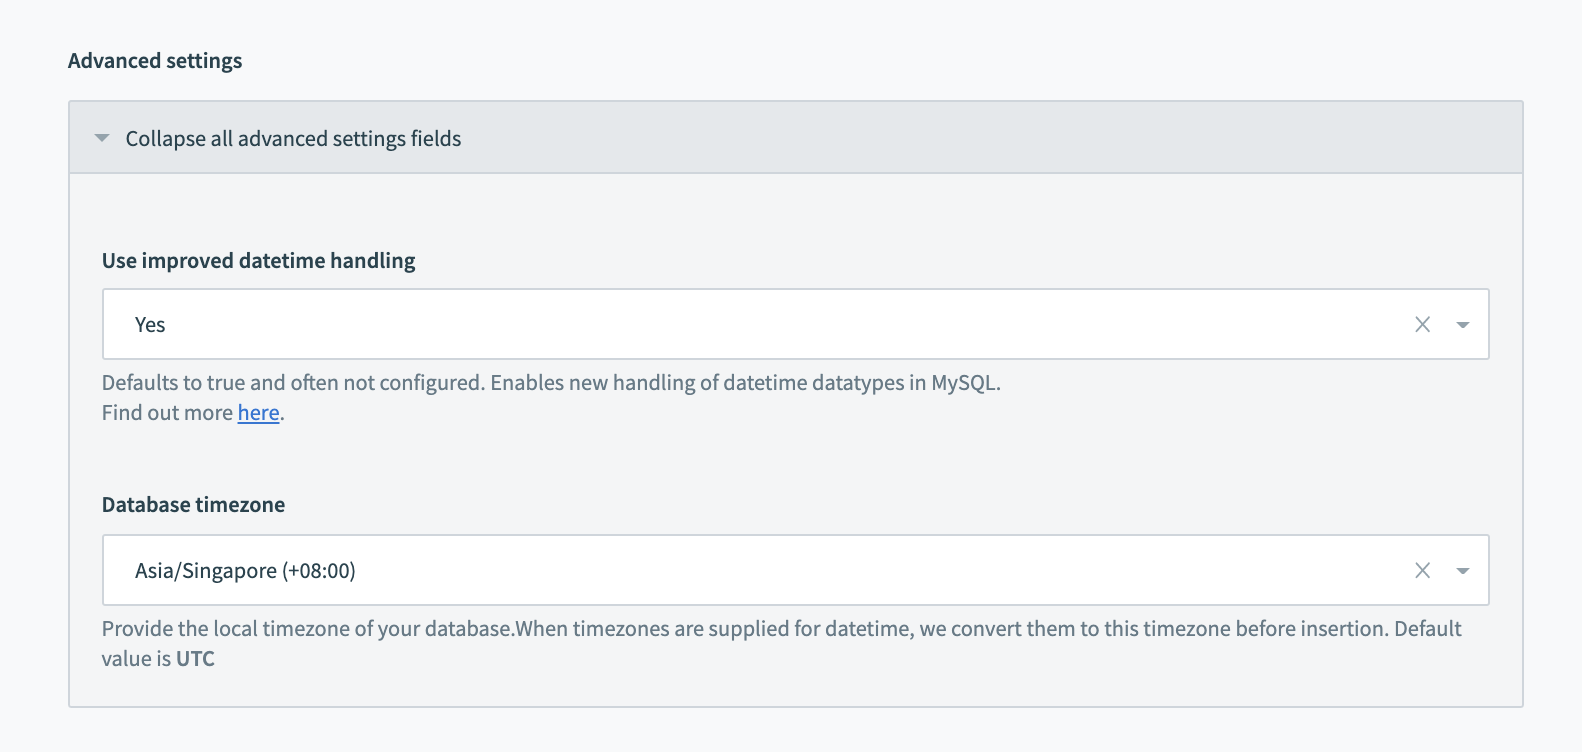 Advanced settings
Collapse all advanced settings fields
Use improved datetime handling
Yes
Defaults to true and often not configured. Enables new handling of datetime datatypes in MySQL.
Find out more here.
Database timezone
Asia/Singapore (+08:00)
Provide the local timezone of your database.When timezones are supplied for datetime, we convert them to this timezone before insertion. Default
value is UTC